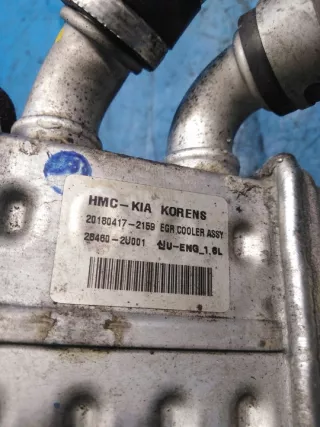 HMC-KIA KORENS
20180417-2159 EGR COOLER ASSY
28460-2U001 신U-ENG_1.6L